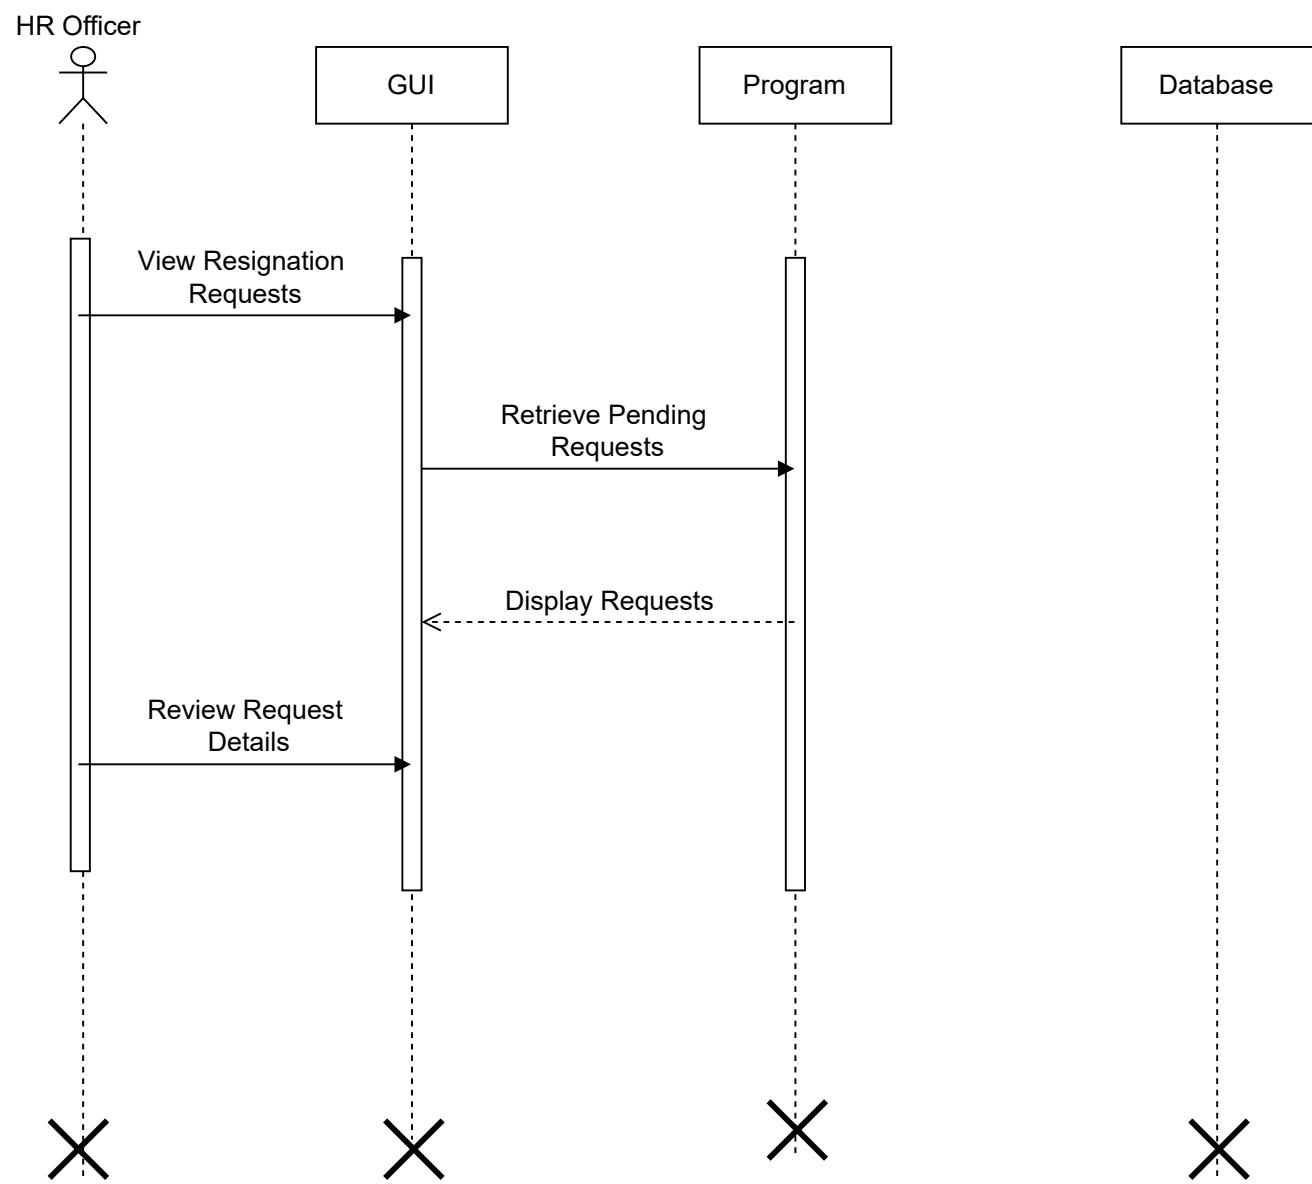 HR Officer
GUI
Program
Database
View Resignation
Requests
Retrieve Pending
Requests
Display Requests
Review Request
Details